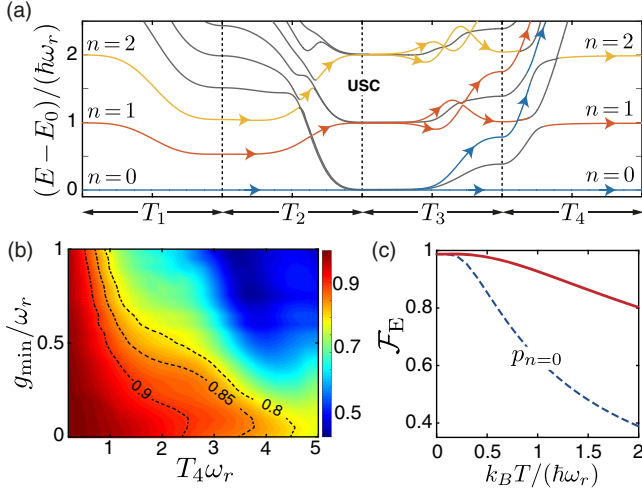 (a)
(E − E₀)/(ħωᵣ)
2
1
0
n = 2
n = 1
n = 0
USC
n = 2
n = 1
n = 0
T₁
T₂
T₃
T₄
(b)
g_min/ωᵣ
1
0.5
0
0.9
0.85
0.8
1
2
3
4
5
T₄ωᵣ
0.9
0.8
0.7
0.6
0.5
(c)
ℱ_E
1
0.8
0.6
0.4
pₙ₌₀
0
0.5
1
1.5
2
k_BT/(ħωᵣ)